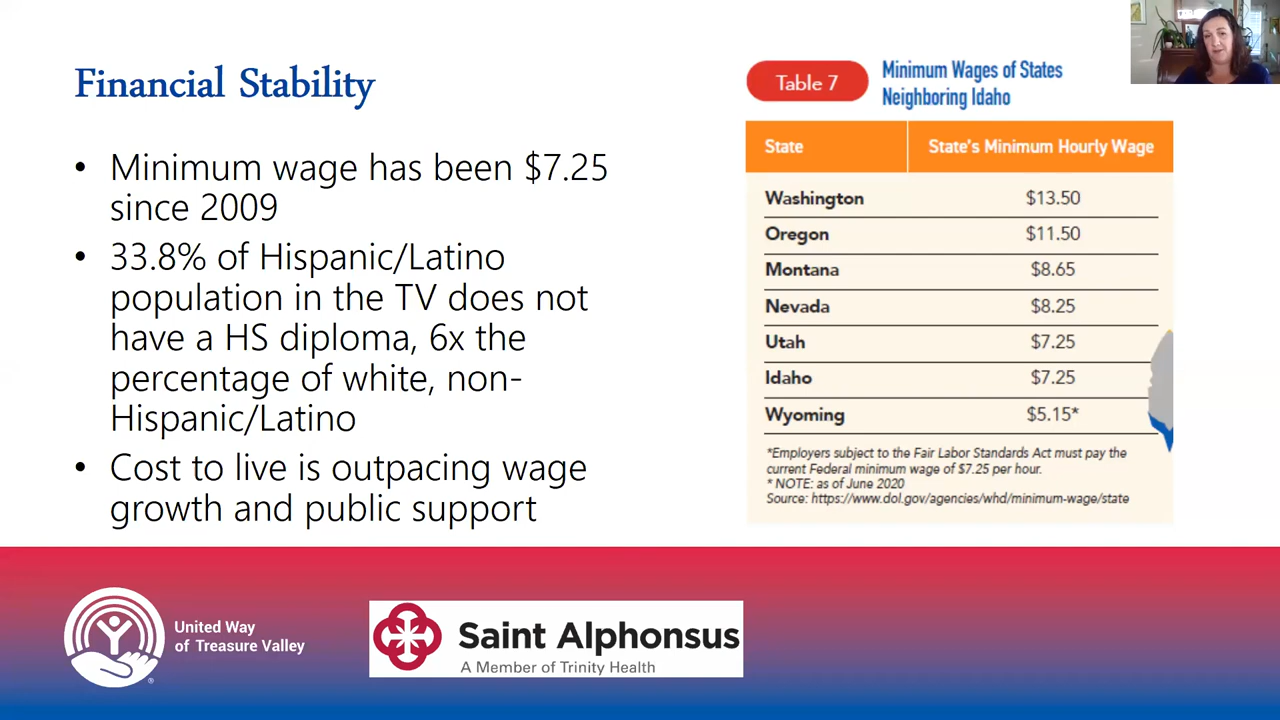 Financial Stability
• Minimum wage has been $7.25
since 2009
• 33.8% of Hispanic/Latino
population in the TV does not
have a HS diploma, 6x the
percentage of white, non-
Hispanic/Latino
• Cost to live is outpacing wage
growth and public support
Table 7
Minimum Wages of States
Neighboring Idaho
State State's Minimum Hourly Wage
Washington $13.50
Oregon $11.50
Montana $8.65
Nevada $8.25
Utah $7.25
Idaho $7.25
Wyoming $5.15*
*Employers subject to the Fair Labor Standards Act must pay the
current Federal minimum wage of $7.25 per hour.
* NOTE: as of June 2020
Source: https://www.dol.gov/agencies/whd/minimum-wage/state
United Way
of Treasure Valley
Saint Alphonsus
A Member of Trinity Health